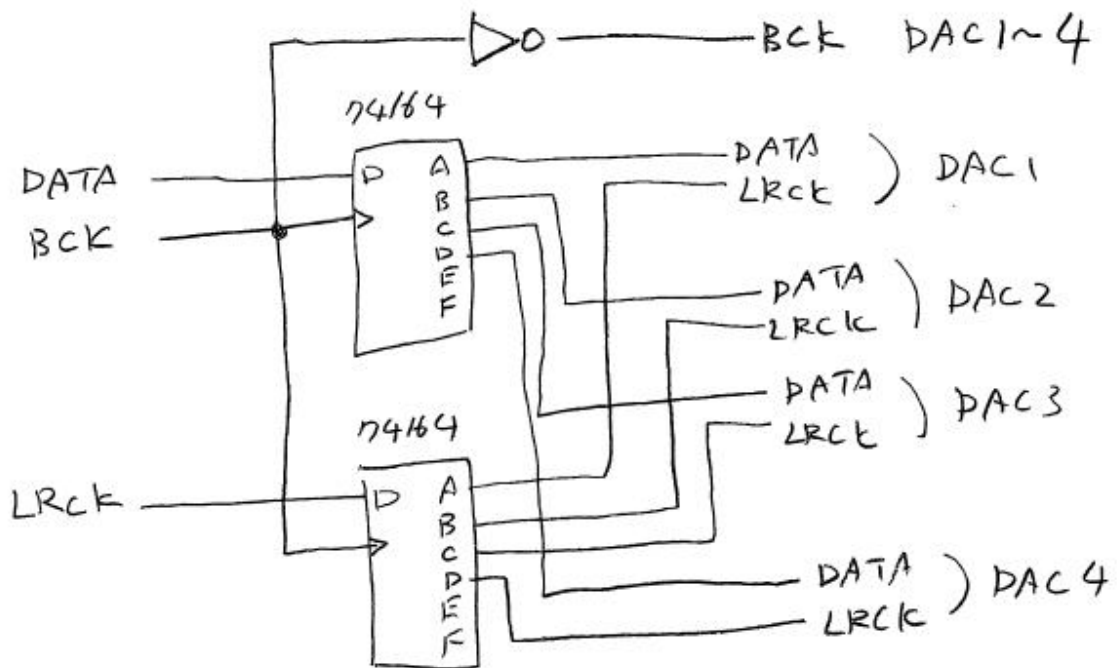 BCK DAC1~4
74164
DATA
BCK
D
A
B
C
D
E
F
DATA
LRCK
DAC1
DATA
LRCK
DAC2
DATA
LRCK
DAC3
74164
LRCK
D
A
B
C
D
E
F
DATA
LRCK
DAC4